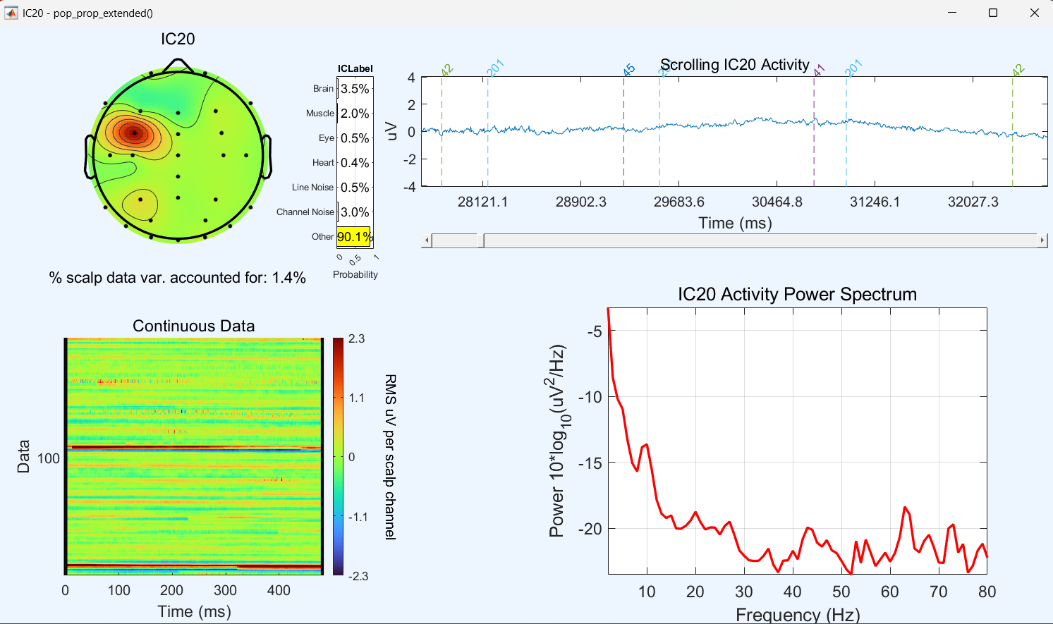 IC20 - pop_prop_extended()
IC20
ICLabel
Brain 3.5%
Muscle 2.0%
Eye 0.5%
Heart 0.4%
Line Noise 0.5%
Channel Noise 3.0%
Other 90.1%
0 0.5 1
Probability
% scalp data var. accounted for: 1.4%
Scrolling IC20 Activity
42 201 45 41 201 42
4
2
0
-2
-4
uV
28121.1 28902.3 29683.6 30464.8 31246.1 32027.3
Time (ms)
Continuous Data
Data
100
0 100 200 300 400
Time (ms)
2.3
1.1
0
-1.1
-2.3
RMS uV per scalp channel
IC20 Activity Power Spectrum
Power 10*log10(uV2/Hz)
-5
-10
-15
-20
10 20 30 40 50 60 70 80
Frequency (Hz)